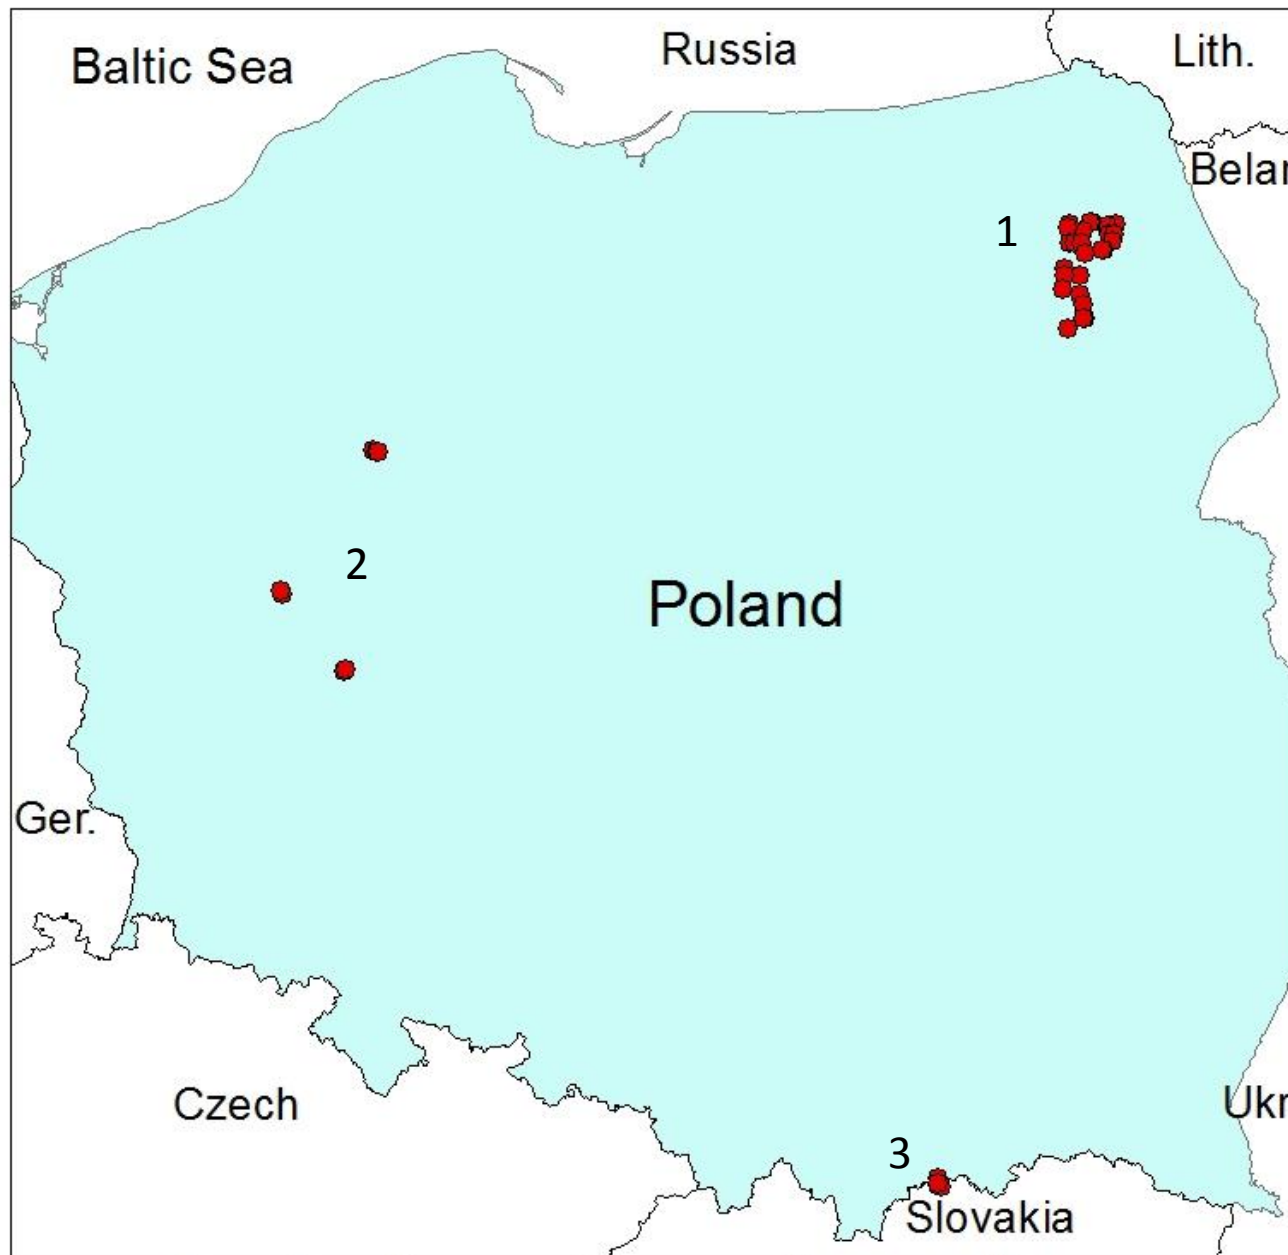 Baltic Sea
Russia
Lith.
Belar
1
2
Poland
Ger.
Czech
Ukr
3
Slovakia